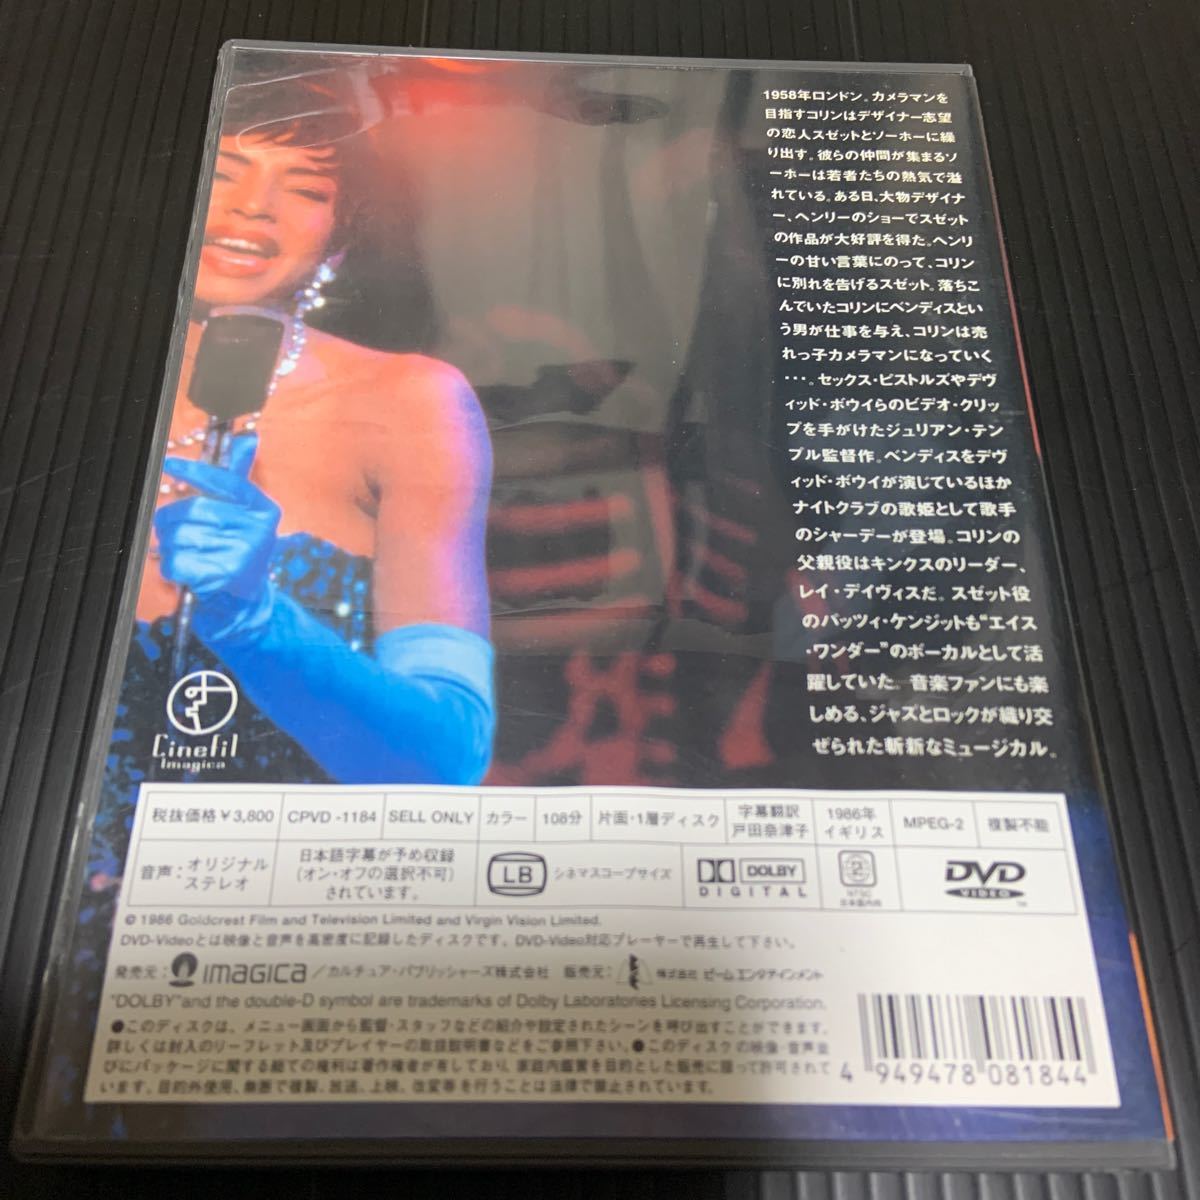 1958年ロンドン。カメラマンを
目指すコリンはデザイナー志望
の恋人スゼットとソーホーに繰
り出す。彼らの仲間が集まるソ
ーホーは若者たちの熱気で溢
れている。ある日、大物デザイナ
ー、ヘンリーのショーでスゼット
の作品が大好評を得た。ヘンリ
ーの甘い言葉にのって、コリン
に別れを告げるスゼット。落ちこ
んでいたコリンにベンディスとい
う男が仕事を与え、コリンは売
れっ子カメラマンになっていく
…。セックス・ピストルズやデヴ
ィッド・ボウイらのビデオ・クリッ
プを手がけたジュリアン・テン
プル監督作。ベンディスをデヴ
ィッド・ボウイが演じているほか
ナイトクラブの歌姫として歌手
のシャーデーが登場。コリンの
父親役はキンクスのリーダー、
レイ・デイヴィスだ。スゼット役
のパッツィ・ケンジットも“エイス
・ワンダー”のボーカルとして活
躍していた。音楽ファンにも楽
しめる、ジャズとロックが織り交
ぜられた斬新なミュージカル。
Cinefil
Imagica
税抜価格￥3,800
CPVD-1184
SELL ONLY
カラー
108分
片面・1層ディスク
字幕翻訳
戸田奈津子
1986年
イギリス
MPEG-2
複製不能
音声：オリジナル
ステレオ
日本語字幕が予め収録
(オン・オフの選択不可)
されています。
LB
シネマスコープサイズ
DOLBY
DIGITAL
2
NTSC
日本国内向
DVD
VIDEO
™
© 1986 Goldcrest Film and Television Limited and Virgin Vision Limited.
DVD-Videoとは映像と音声を高密度に記録したディスクです。DVD-Video対応プレーヤーで再生して下さい。
発売元：IMAGICA／カルチュア・パブリッシャーズ株式会社 販売元：株式会社 ビームエンタテインメント
"DOLBY"and the double-D symbol are trademarks of Dolby Laboratories Licensing Corporation.
●このディスクは、メニュー画面から監督・スタッフなどの紹介や設定されたシーンを呼び出すことができます。
詳しくは封入のリーフレット及びプレイヤーの取扱説明書などをご参照下さい。●このディスクの映像・音声並
びにパッケージに関する総ての権利は著作権者が有しており、家庭内鑑賞を目的とした販売に限って許可されて
います。目的外使用、無断で複製、放送、上映、改変等を行うことは法律で禁止されています。
4 949478 081844